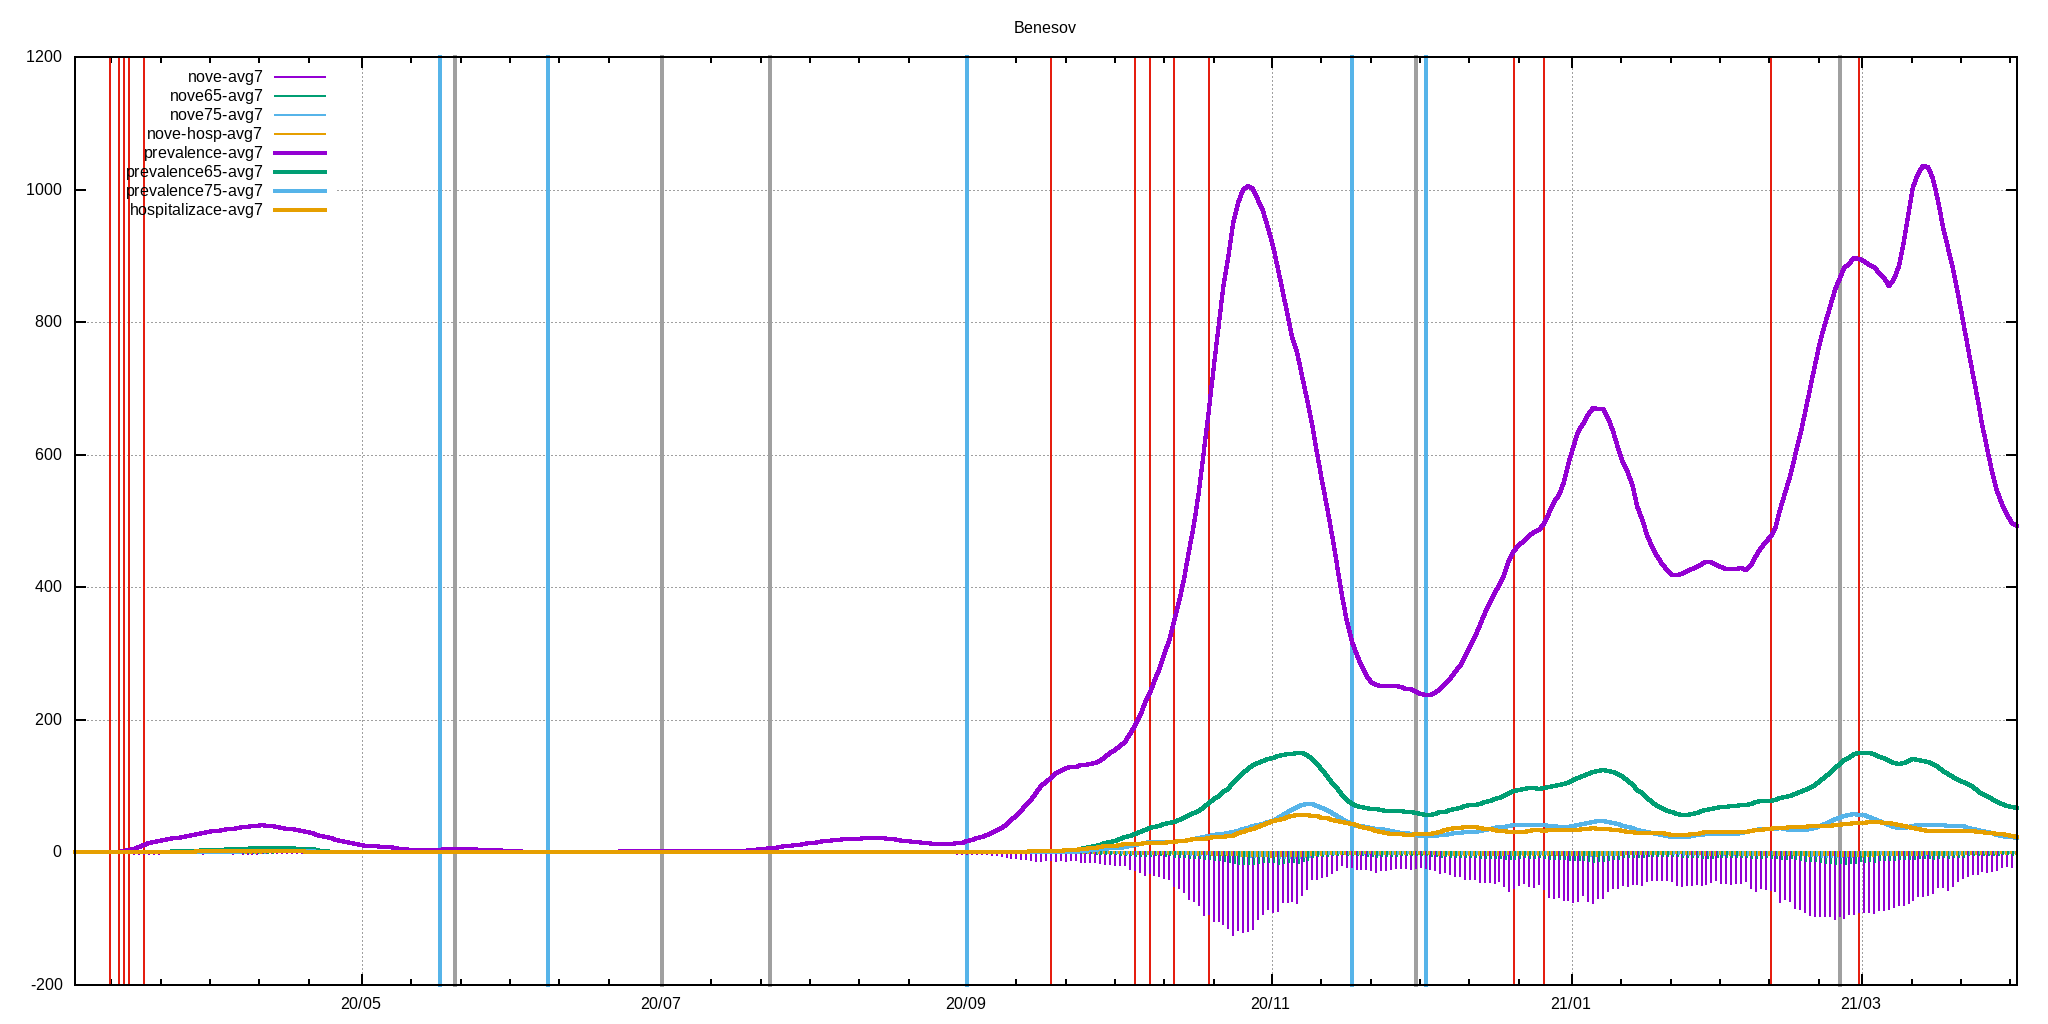 Benesov
1200
1000
800
600
400
200
0
-200
nove-avg7
nove65-avg7
nove75-avg7
nove-hosp-avg7
prevalence-avg7
prevalence65-avg7
prevalence75-avg7
hospitalizace-avg7
20/05 20/07 20/09 20/11 21/01 21/03